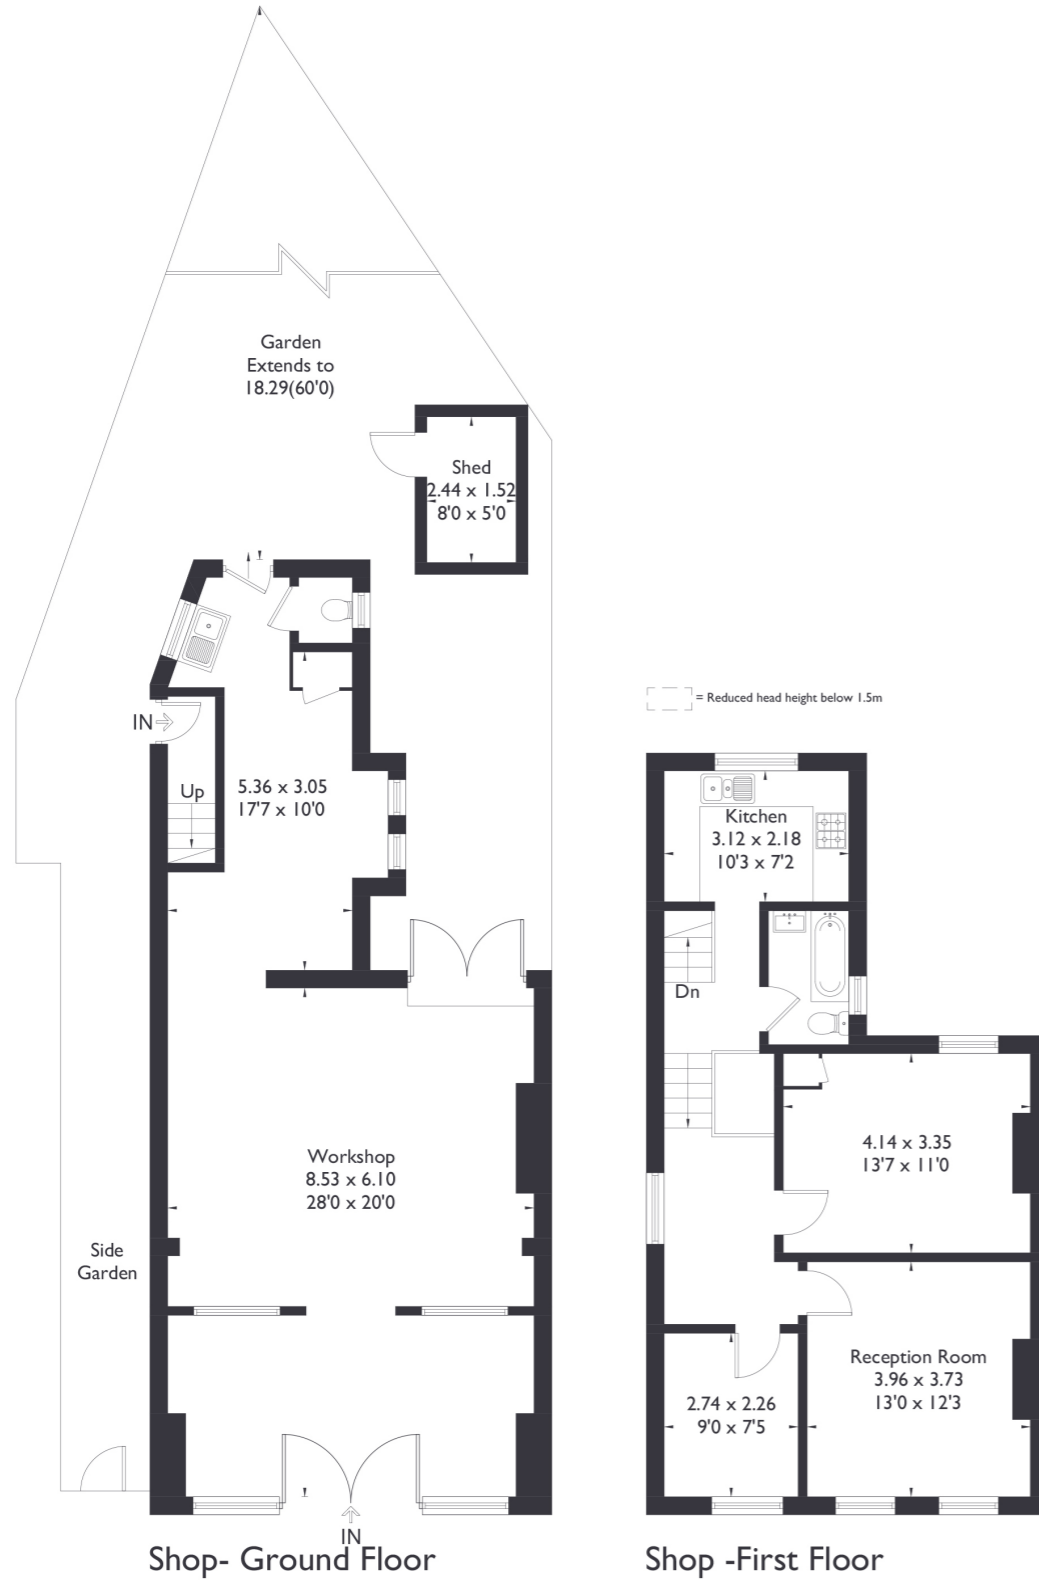 Garden
Extends to
18.29(60'0)
Shed
2.44 x 1.52
8'0 x 5'0
IN
Up
5.36 x 3.05
17'7 x 10'0
Workshop
8.53 x 6.10
28'0 x 20'0
Side
Garden
IN
Shop- Ground Floor
= Reduced head height below 1.5m
Kitchen
3.12 x 2.18
10'3 x 7'2
Dn
4.14 x 3.35
13'7 x 11'0
Reception Room
3.96 x 3.73
13'0 x 12'3
2.74 x 2.26
9'0 x 7'5
Shop -First Floor